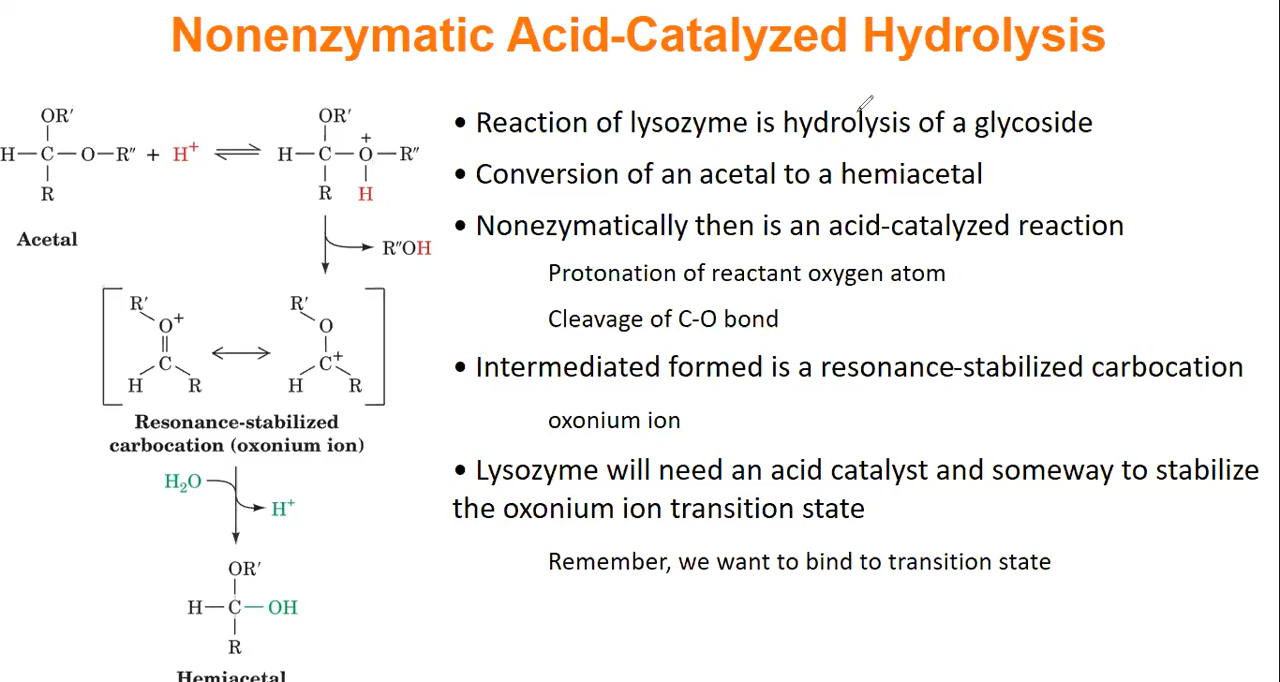 Nonenzymatic Acid-Catalyzed Hydrolysis
OR′
H—C—O—R″ + H⁺
R
Acetal
OR′
+
H—C—O—R″
R H
R″OH
R′
O⁺
C
H R
R′
O
C⁺
H R
Resonance-stabilized
carbocation (oxonium ion)
H₂O
H⁺
OR′
H—C—OH
R
Hemiacetal
• Reaction of lysozyme is hydrolysis of a glycoside
• Conversion of an acetal to a hemiacetal
• Nonezymatically then is an acid-catalyzed reaction
Protonation of reactant oxygen atom
Cleavage of C-O bond
• Intermediated formed is a resonance-stabilized carbocation
oxonium ion
• Lysozyme will need an acid catalyst and someway to stabilize
the oxonium ion transition state
Remember, we want to bind to transition state